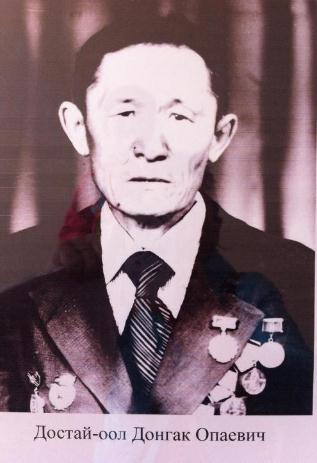 Достай-оол Донгак Опаевич